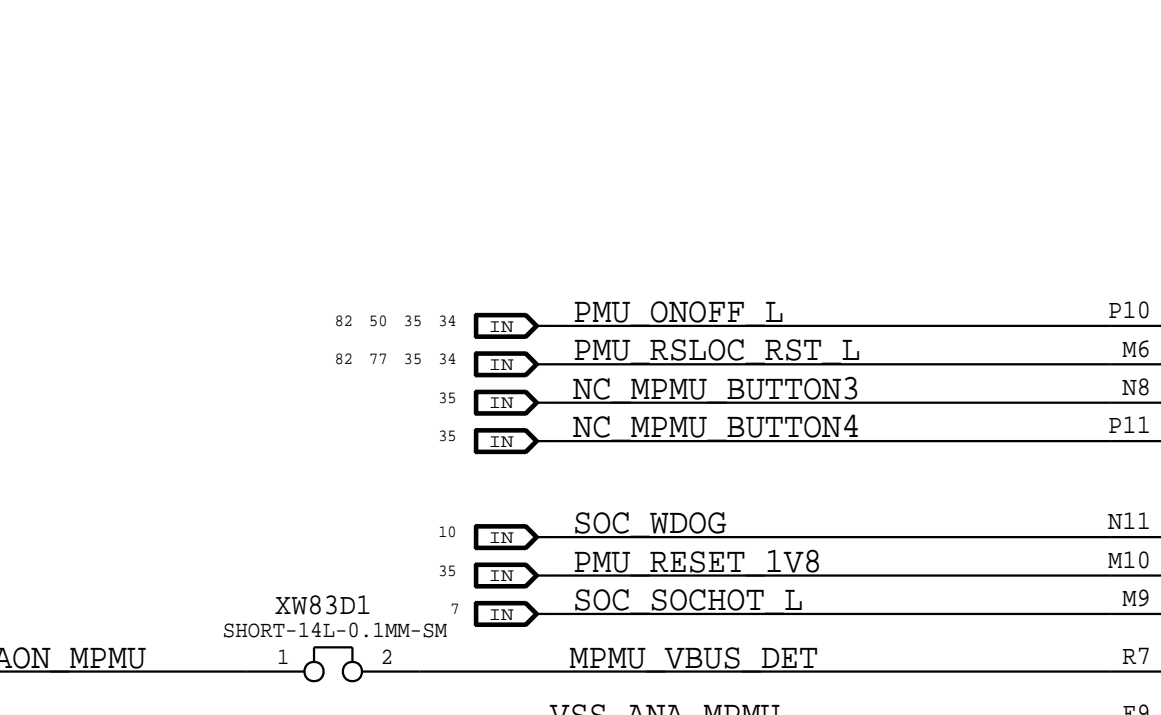 82 50 35 34 IN PMU_ONOFF_L P10
82 77 35 34 IN PMU_RSLOC_RST_L M6
35 IN NC_MPMU_BUTTON3 N8
35 IN NC_MPMU_BUTTON4 P11
10 IN SOC_WDOG N11
35 IN PMU_RESET_1V8 M10
XW83D1 7 IN SOC_SOCHOT_L M9
SHORT-14L-0.1MM-SM
AON_MPMU 1 2 MPMU_VBUS_DET R7
VSS_ANA_MPMU